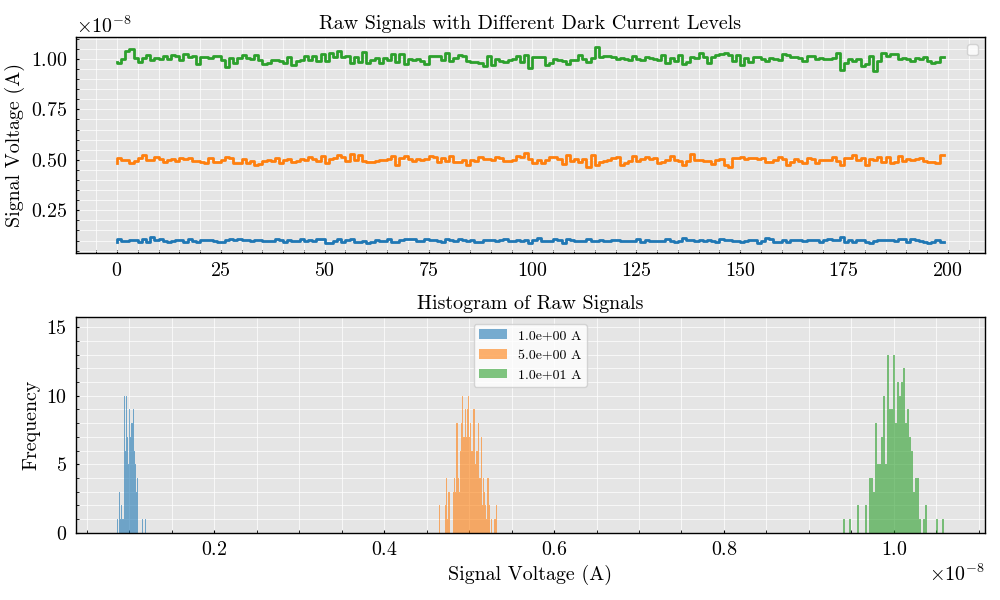 Raw Signals with Different Dark Current Levels
×10⁻⁸
Signal Voltage (A)
1.00
0.75
0.50
0.25
0 25 50 75 100 125 150 175 200
Histogram of Raw Signals
Frequency
15
10
5
0
1.0e+00 A
5.0e+00 A
1.0e+01 A
0.2 0.4 0.6 0.8 1.0
Signal Voltage (A)
×10⁻⁸